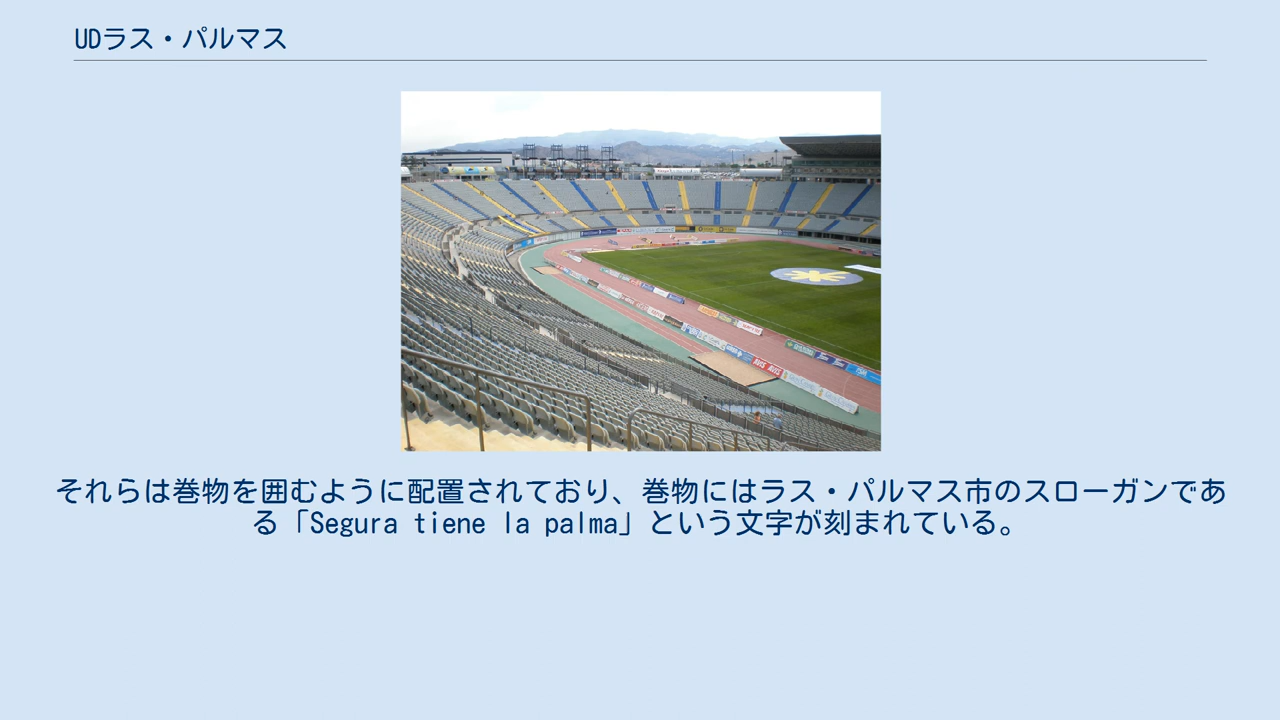 UDラス・パルマス
それらは巻物を囲むように配置されており、巻物にはラス・パルマス市のスローガンであ
る「Segura tiene la palma」という文字が刻まれている。